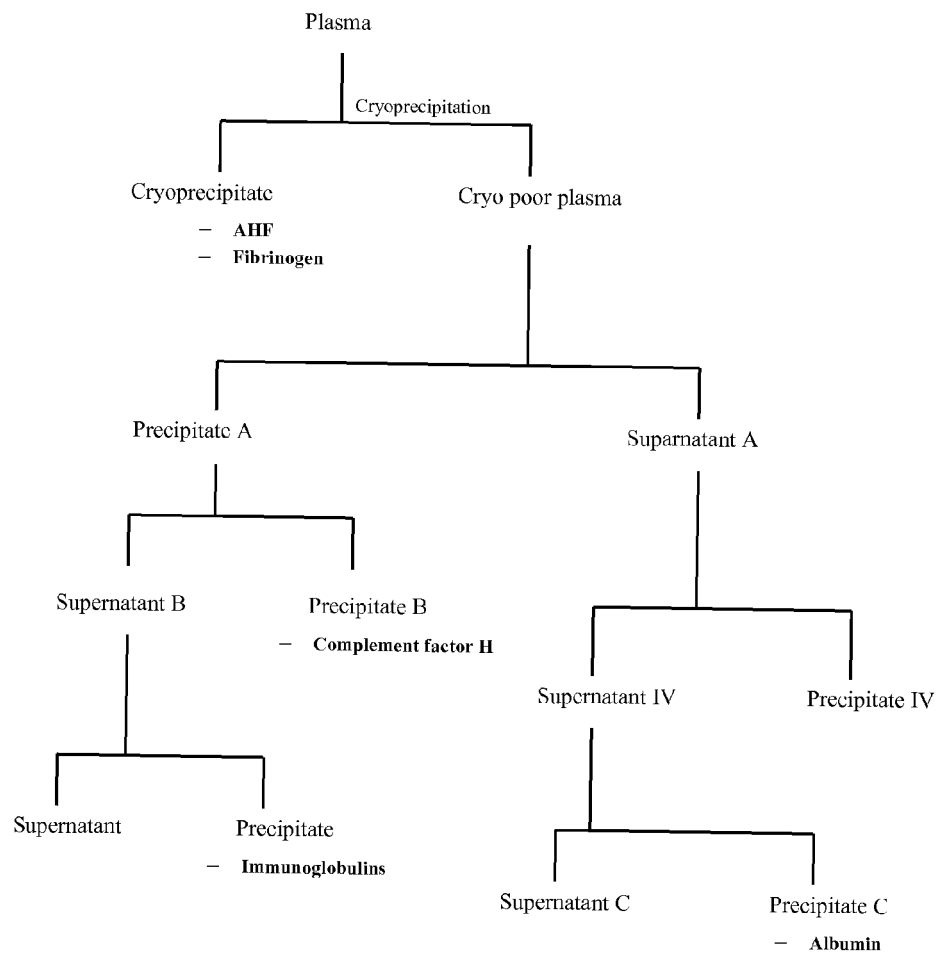 Plasma
Cryoprecipitation
Cryoprecipitate
Cryo poor plasma
– AHF
– Fibrinogen
Precipitate A
Suparnatant A
Supernatant B
Precipitate B
– Complement factor H
Supernatant IV
Precipitate IV
Supernatant
Precipitate
– Immunoglobulins
Supernatant C
Precipitate C
– Albumin